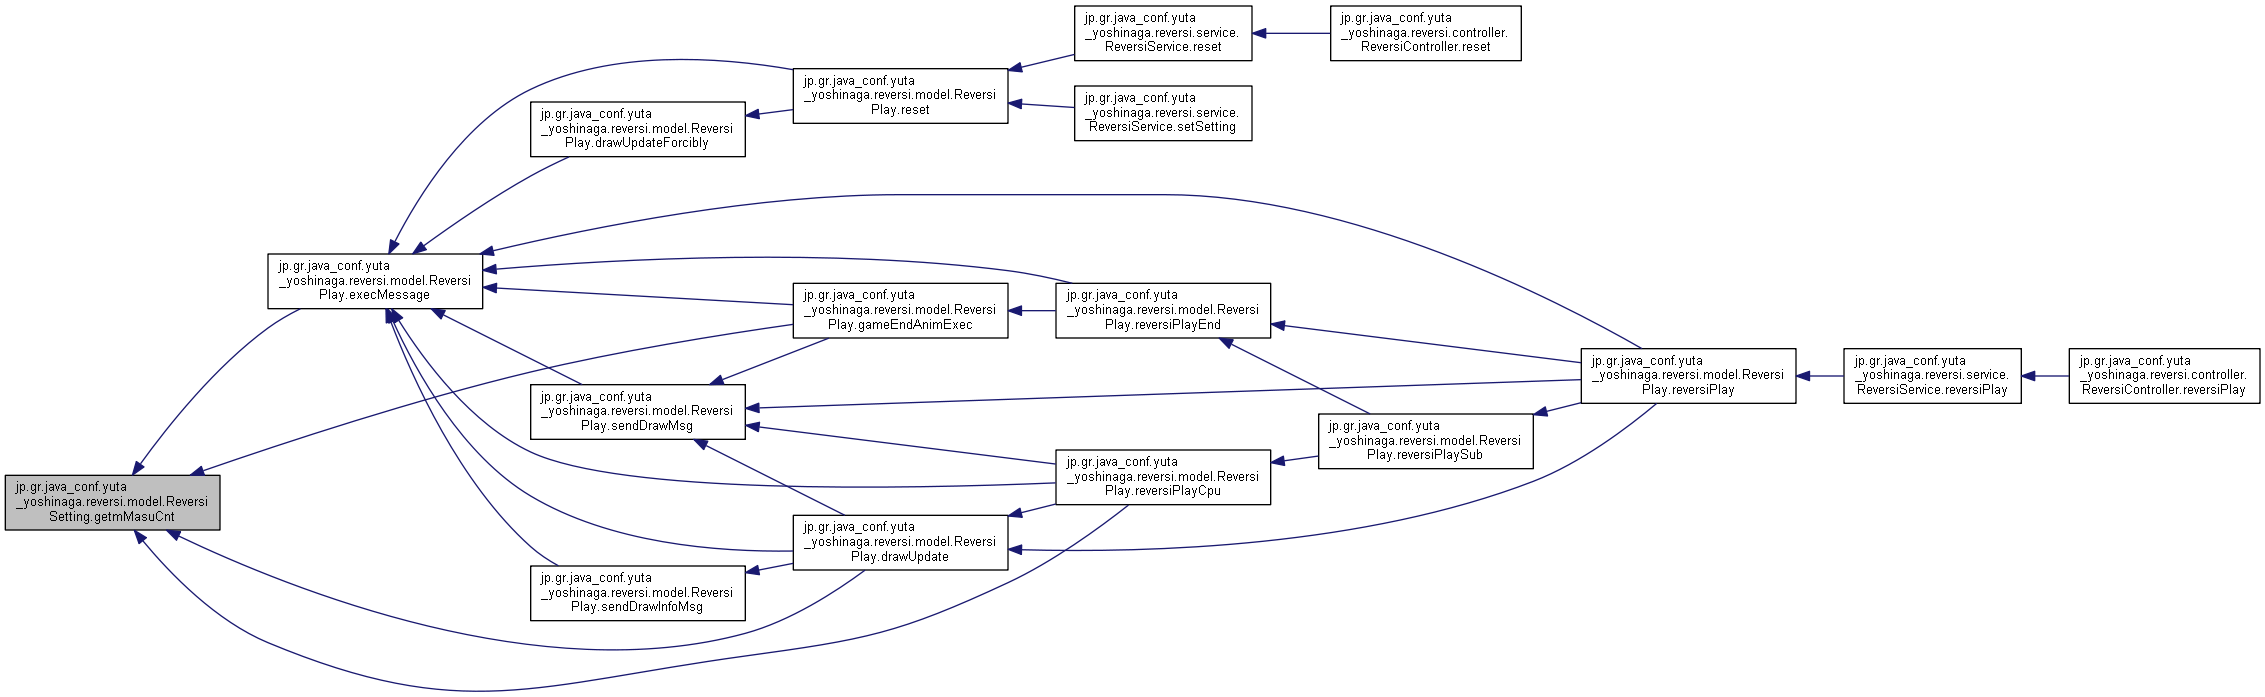 jp.gr.java_conf.yuta
_yoshinaga.reversi.service.
ReversiService.reset
jp.gr.java_conf.yuta
_yoshinaga.reversi.controller.
ReversiController.reset
jp.gr.java_conf.yuta
_yoshinaga.reversi.model.Reversi
Play.reset
jp.gr.java_conf.yuta
_yoshinaga.reversi.service.
ReversiService.setSetting
jp.gr.java_conf.yuta
_yoshinaga.reversi.model.Reversi
Play.drawUpdateForcibly
jp.gr.java_conf.yuta
_yoshinaga.reversi.model.Reversi
Play.execMessage
jp.gr.java_conf.yuta
_yoshinaga.reversi.model.Reversi
Play.gameEndAnimExec
jp.gr.java_conf.yuta
_yoshinaga.reversi.model.Reversi
Play.reversiPlayEnd
jp.gr.java_conf.yuta
_yoshinaga.reversi.model.Reversi
Play.reversiPlay
jp.gr.java_conf.yuta
_yoshinaga.reversi.service.
ReversiService.reversiPlay
jp.gr.java_conf.yuta
_yoshinaga.reversi.controller.
ReversiController.reversiPlay
jp.gr.java_conf.yuta
_yoshinaga.reversi.model.Reversi
Play.sendDrawMsg
jp.gr.java_conf.yuta
_yoshinaga.reversi.model.Reversi
Play.reversiPlaySub
jp.gr.java_conf.yuta
_yoshinaga.reversi.model.Reversi
Play.reversiPlayCpu
jp.gr.java_conf.yuta
_yoshinaga.reversi.model.Reversi
Setting.getmMasuCnt
jp.gr.java_conf.yuta
_yoshinaga.reversi.model.Reversi
Play.drawUpdate
jp.gr.java_conf.yuta
_yoshinaga.reversi.model.Reversi
Play.sendDrawInfoMsg